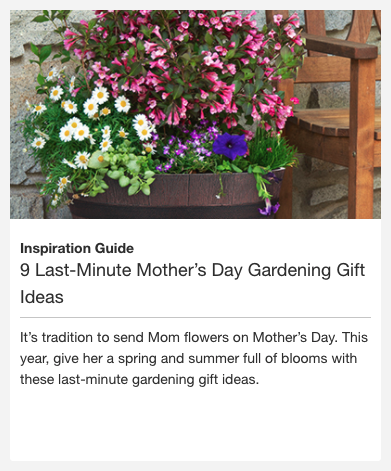 Inspiration Guide
9 Last-Minute Mother’s Day Gardening Gift
Ideas
It’s tradition to send Mom flowers on Mother’s Day. This
year, give her a spring and summer full of blooms with
these last-minute gardening gift ideas.